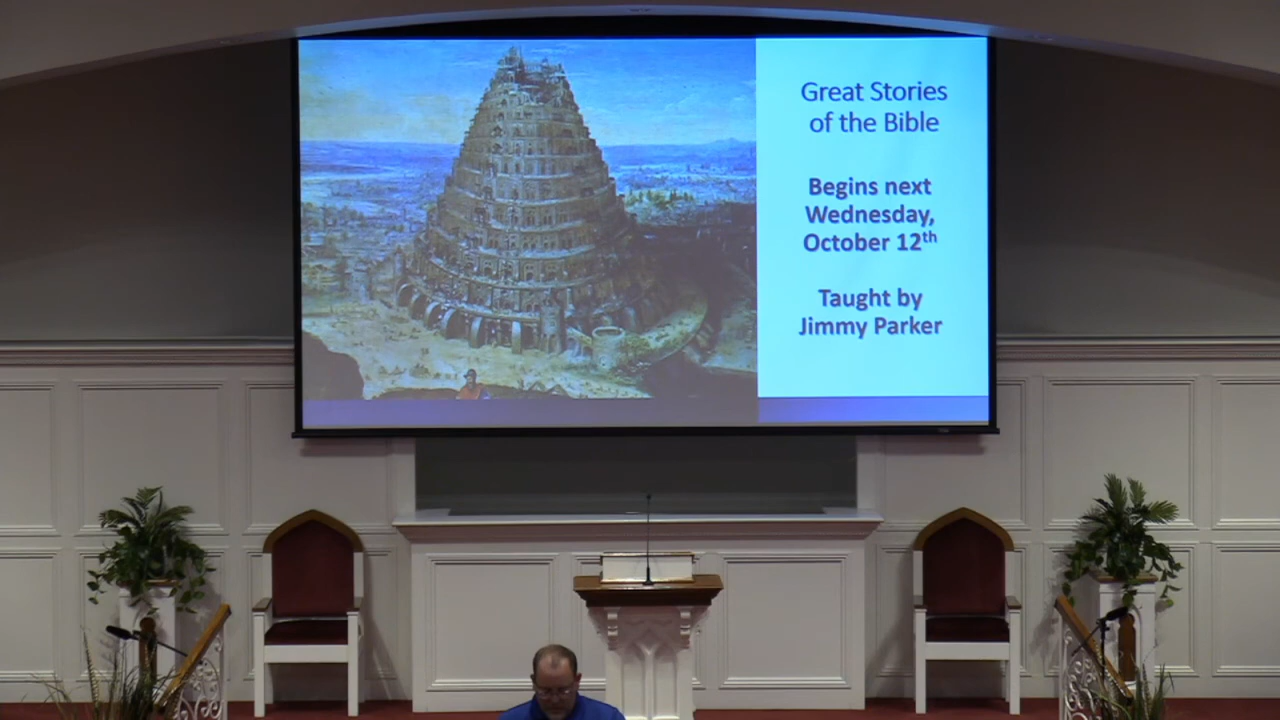 Great Stories
of the Bible
Begins next
Wednesday,
October 12th
Taught by
Jimmy Parker